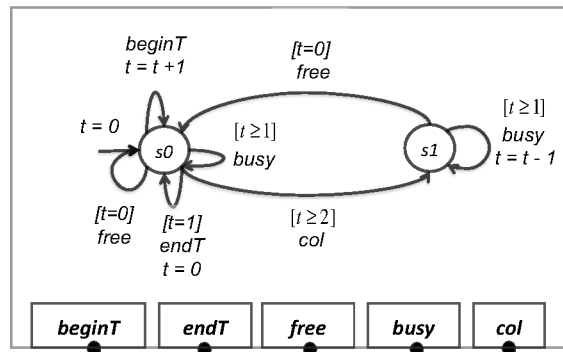 beginT
t = t +1
[t=0]
free
t = 0
s0
[t ≥ 1]
busy
s1
[t ≥ 1]
busy
t = t - 1
[t=0]
free
[t=1]
endT
t = 0
[t ≥ 2]
col
beginT
endT
free
busy
col